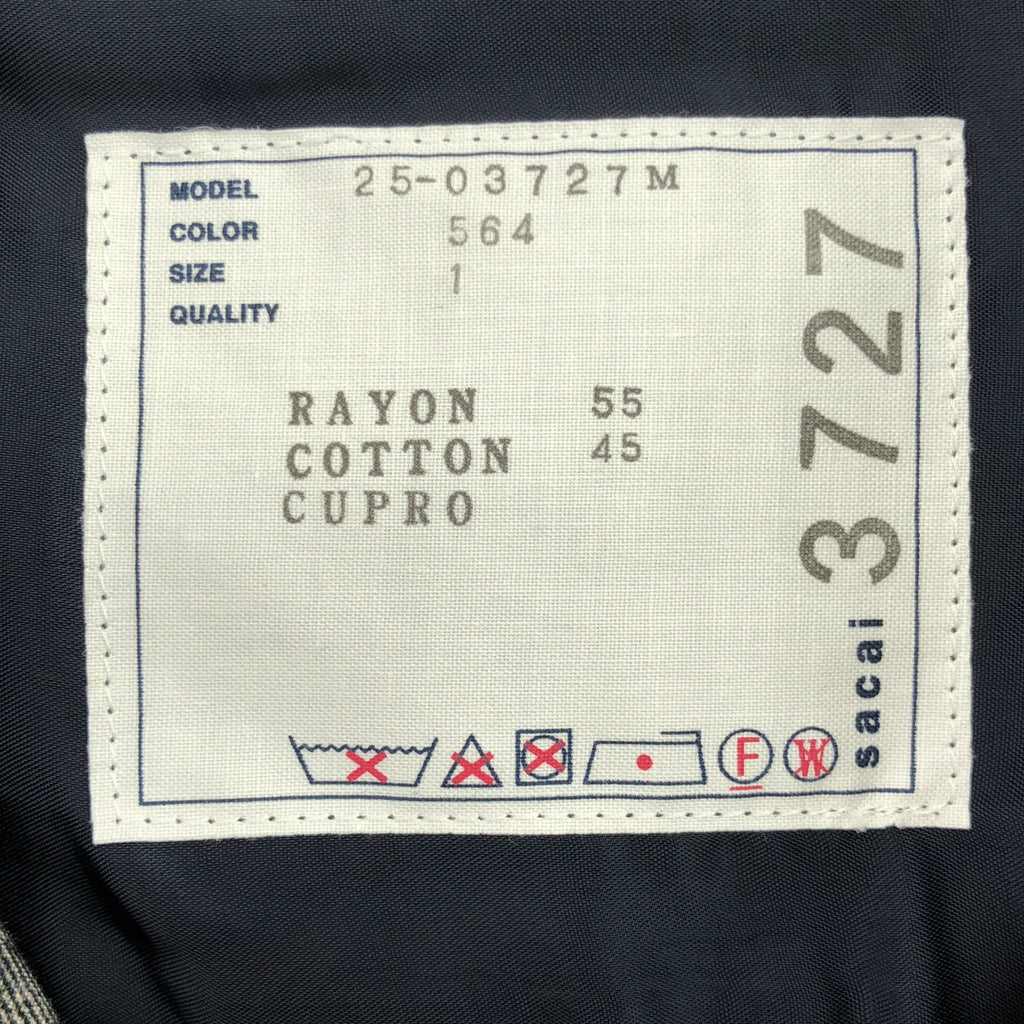 MODEL 25-03727M
COLOR 564
SIZE 1
QUALITY
RAYON 55
COTTON 45
CUPRO
F
W
sacai 3727